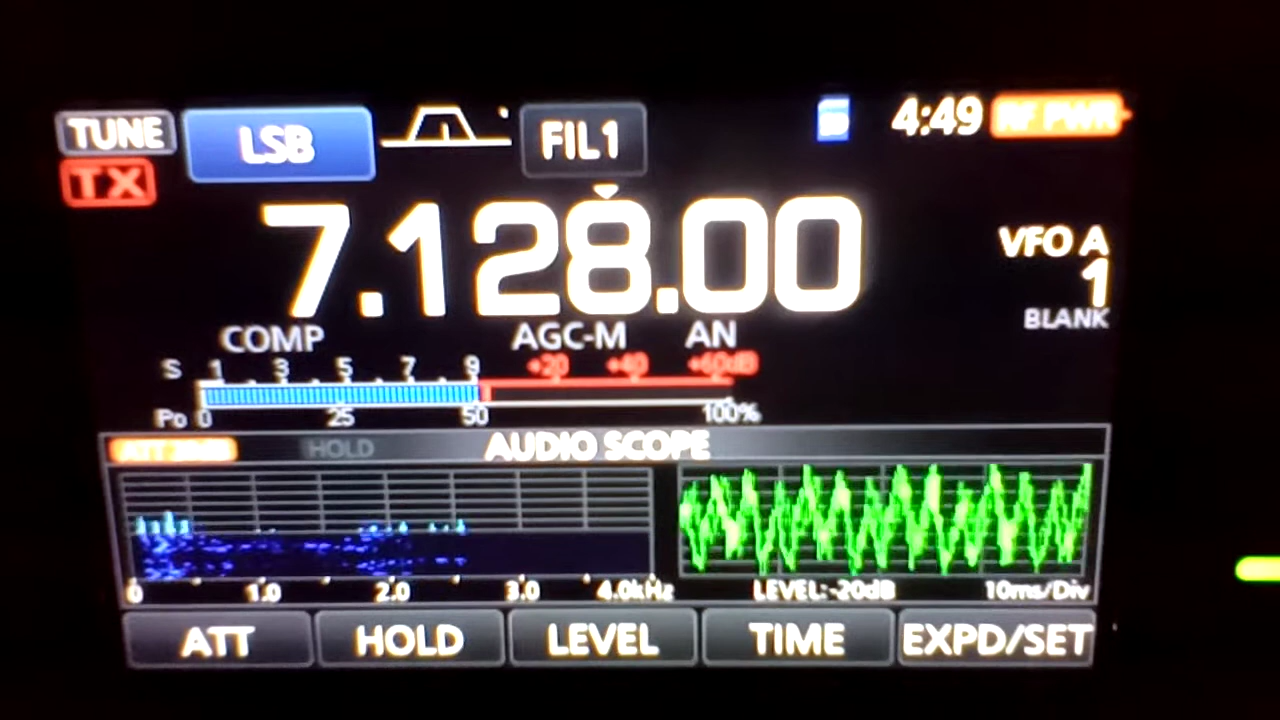 TUNE LSB FIL1 4:49 RF PWR
TX
7.128.00
VFO A
1
BLANK
COMP AGC-M AN
S 1 3 5 7 9 +20 +40 +60dB
Po 0 25 50 100%
HOLD AUDIO SCOPE
0 1.0 2.0 3.0 4.0kHz LEVEL:-20dB 10ms/Div
ATT HOLD LEVEL TIME EXPD/SET